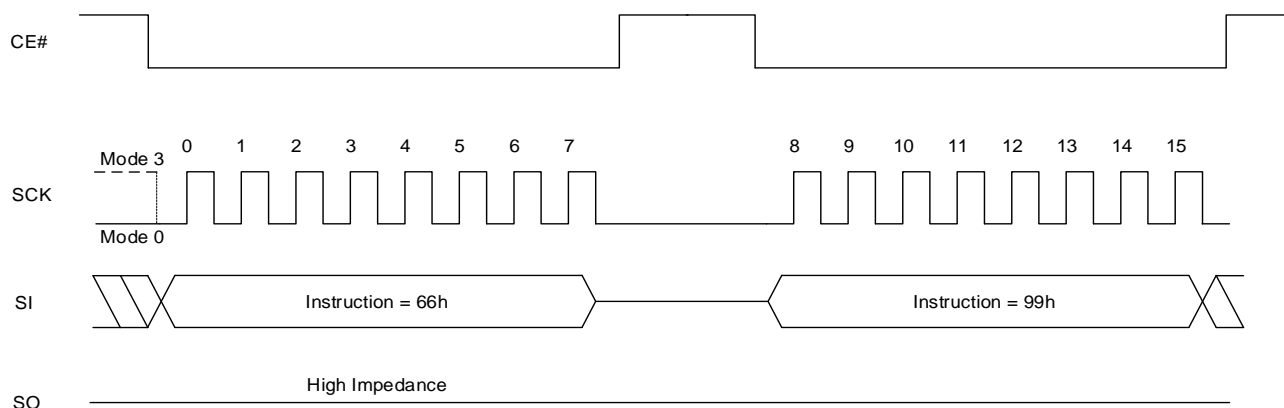 CE#
0 1 2 3 4 5 6 7 8 9 10 11 12 13 14 15
Mode 3
SCK
Mode 0
SI
Instruction = 66h
Instruction = 99h
High Impedance
SO